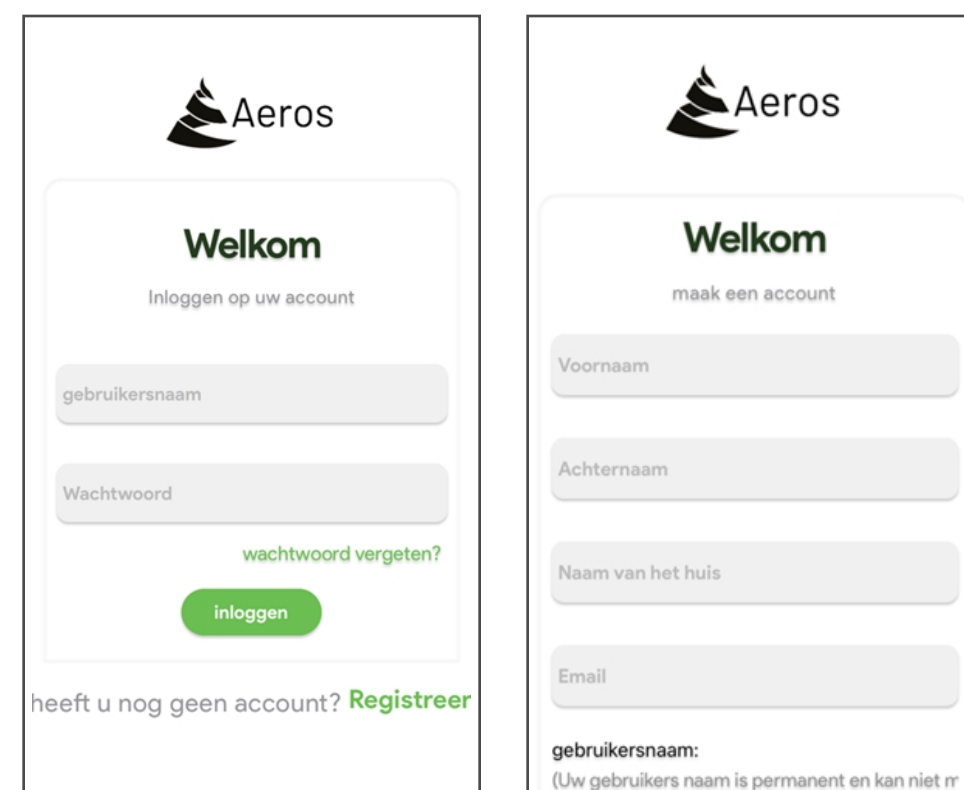 Aeros
Welkom
Inloggen op uw account
gebruikersnaam
Wachtwoord
wachtwoord vergeten?
inloggen
heeft u nog geen account? Registreer
Aeros
Welkom
maak een account
Voornaam
Achternaam
Naam van het huis
Email
gebruikersnaam:
(Uw gebruikers naam is permanent en kan niet m